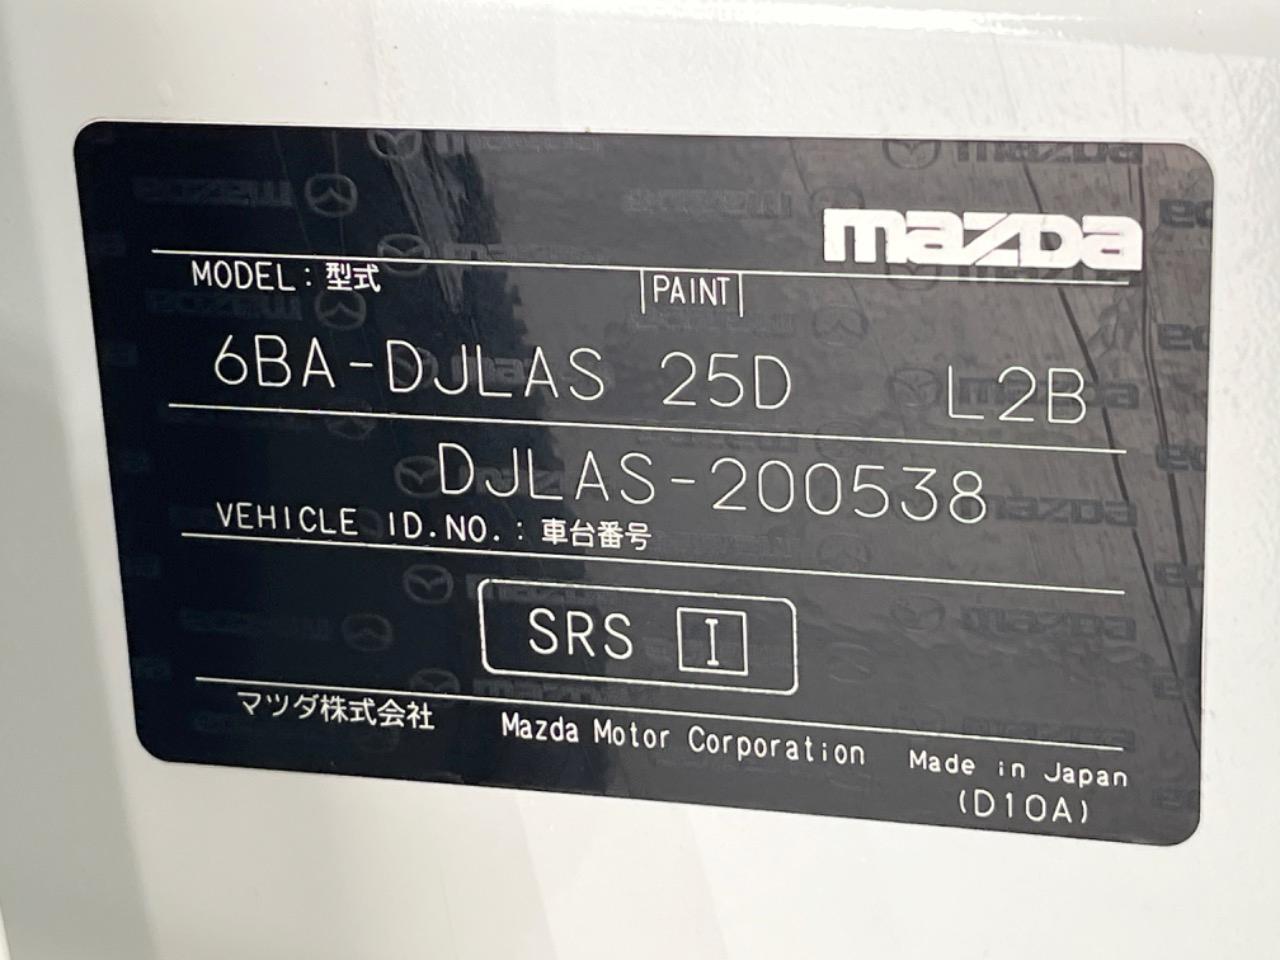 mazda
MODEL : 型式 PAINT
6BA-DJLAS 25D L2B
DJLAS-200538
VEHICLE ID.NO. : 車台番号
SRS I
マツダ株式会社 Mazda Motor Corporation Made in Japan
(D10A)